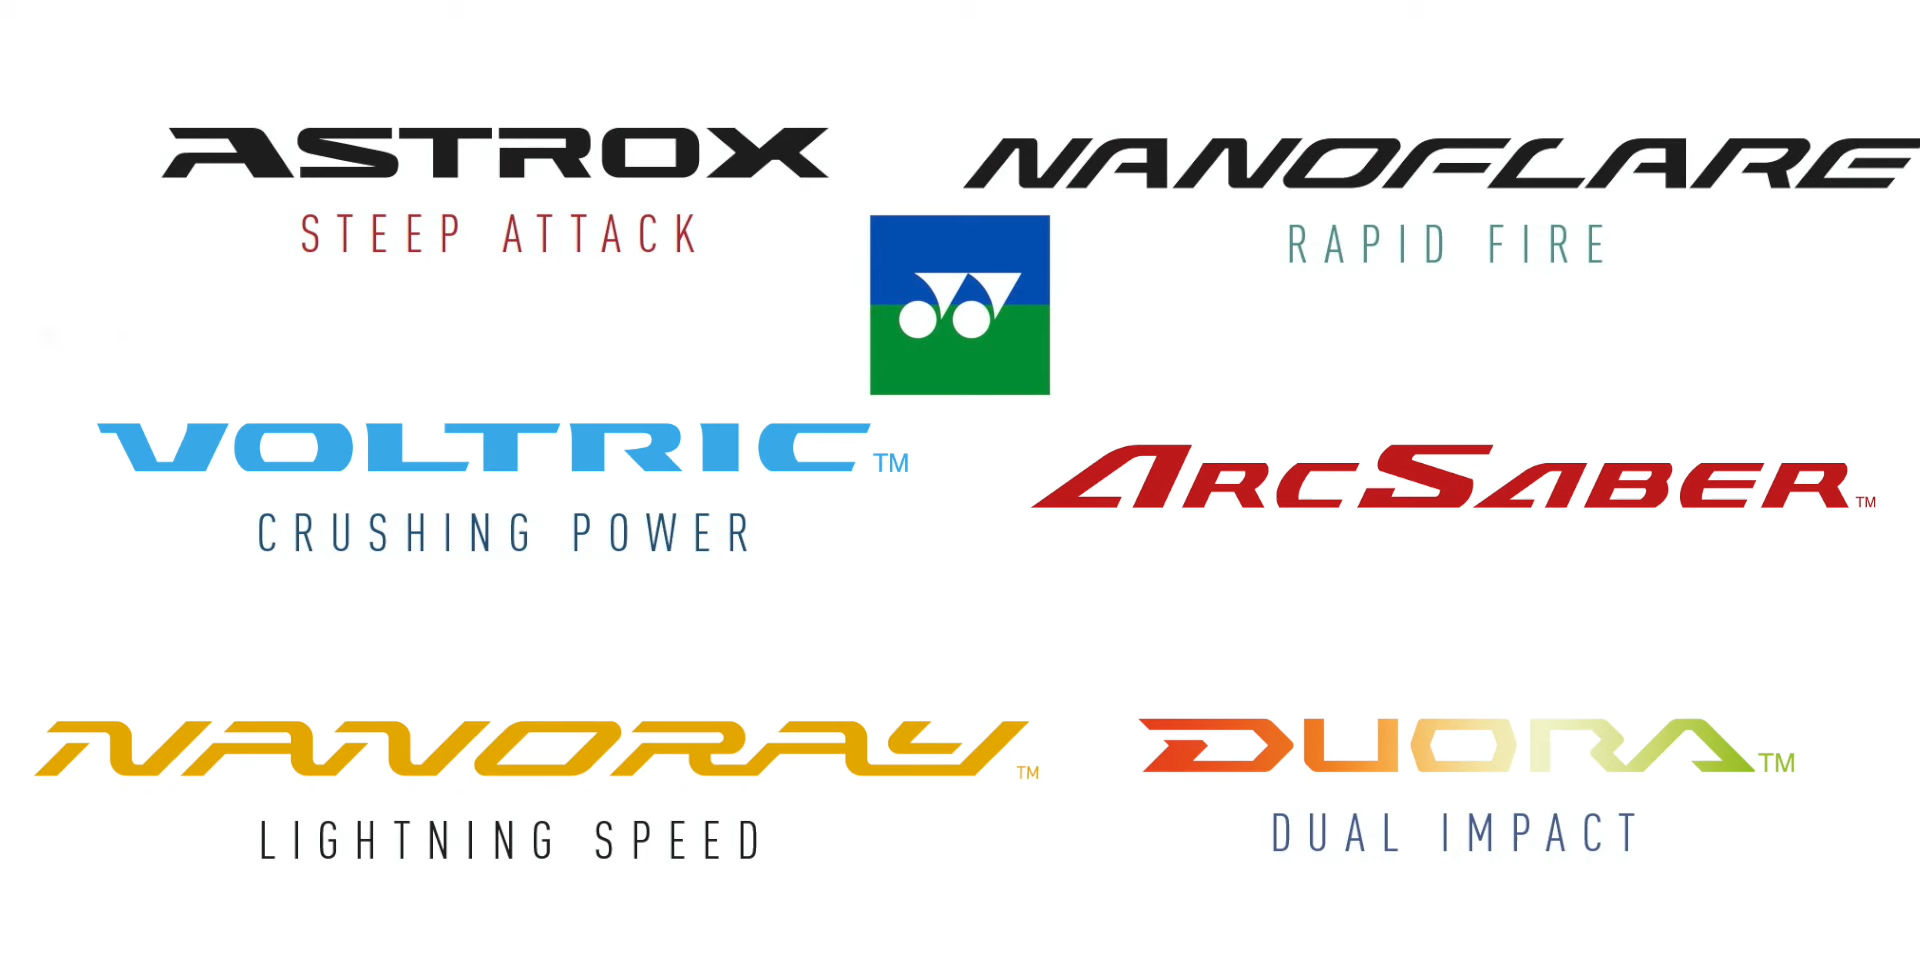 ASTROX
STEEP ATTACK
NANOFLARE
RAPID FIRE
VOLTRIC™
CRUSHING POWER
ARCSABER™
NANORAY™
LIGHTNING SPEED
DUORA™
DUAL IMPACT